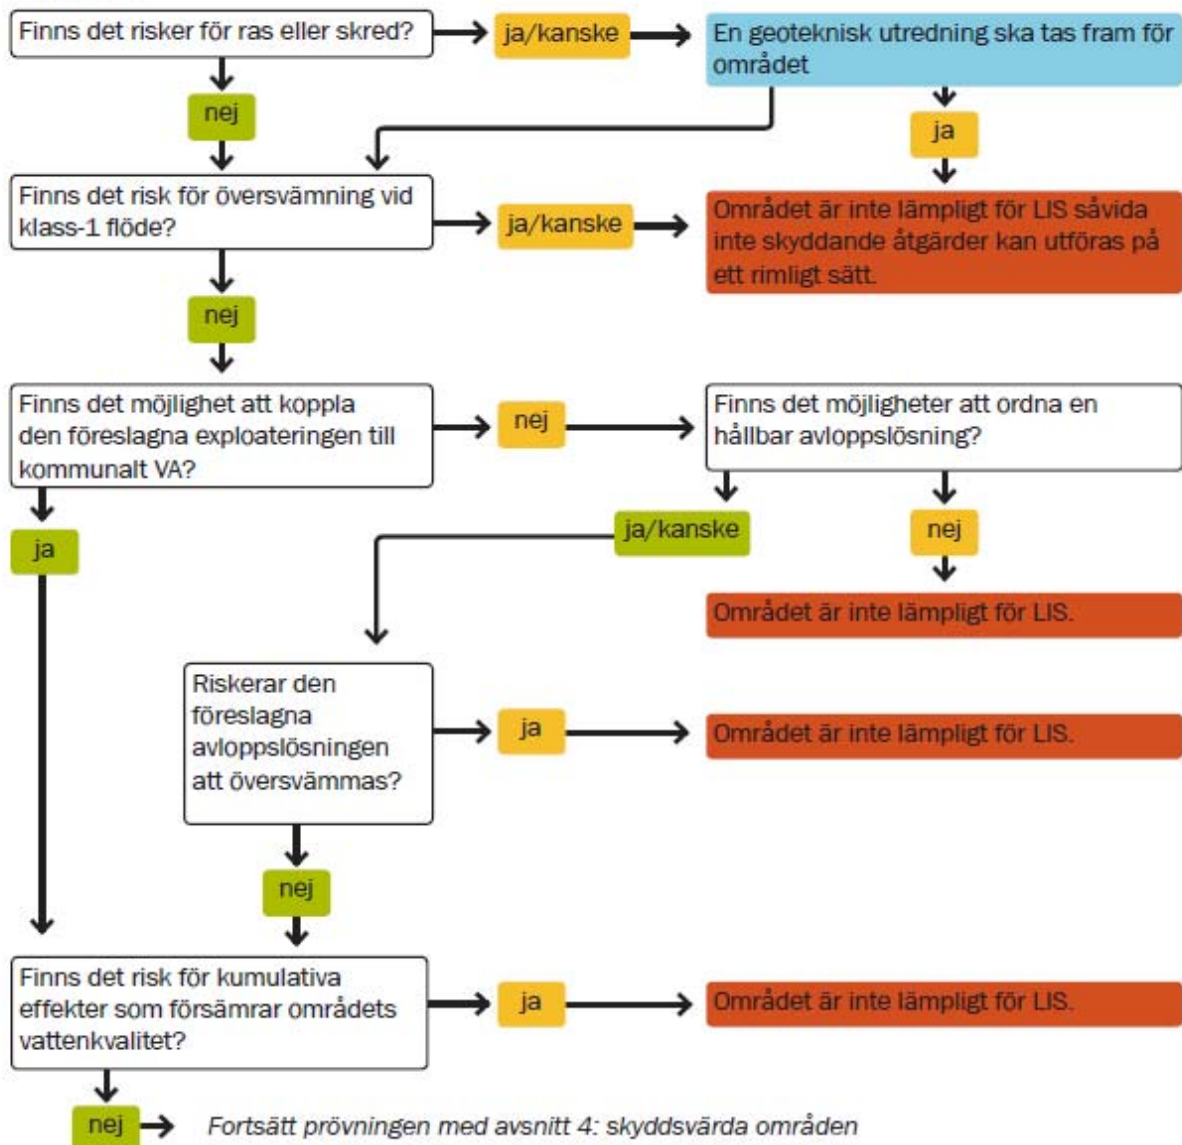 Finns det risker för ras eller skred?
ja/kanske
En geoteknisk utredning ska tas fram för
området
nej
ja
Finns det risk för översvämning vid
klass-1 flöde?
ja/kanske
Området är inte lämpligt för LIS såvida
inte skyddande åtgärder kan utföras på
ett rimligt sätt.
nej
Finns det möjlighet att koppla
den föreslagna exploateringen till
kommunalt VA?
nej
Finns det möjligheter att ordna en
hållbar avloppslösning?
ja
ja/kanske
nej
Området är inte lämpligt för LIS.
Riskerar den
föreslagna
avloppslösningen
att översvämmas?
ja
Området är inte lämpligt för LIS.
nej
Finns det risk för kumulativa
effekter som försämrar områdets
vattenkvalitet?
ja
Området är inte lämpligt för LIS.
nej
Fortsätt prövningen med avsnitt 4: skyddsvärda områden